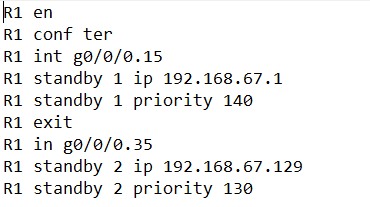 R1 en
R1 conf ter
R1 int g0/0/0.15
R1 standby 1 ip 192.168.67.1
R1 standby 1 priority 140
R1 exit
R1 in g0/0/0.35
R1 standby 2 ip 192.168.67.129
R1 standby 2 priority 130